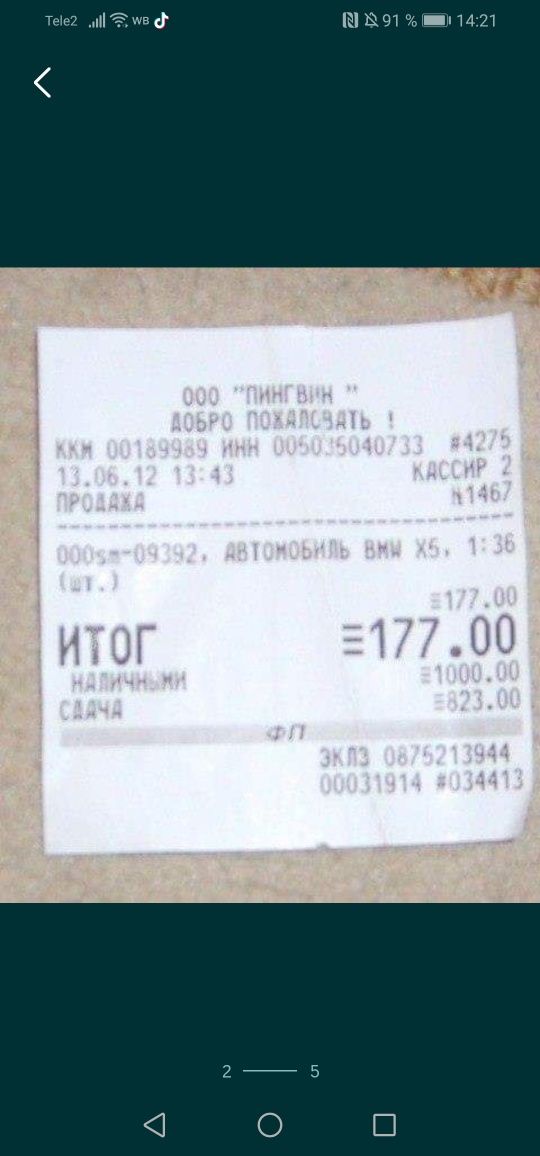 Tele2 WB 91 % 14:21
ООО "ПИНГВИН "
ДОБРО ПОЖАЛОВАТЬ !
ККМ 00189989 ИНН 005035040733 #4275
13.06.12 13:43 КАССИР 2
ПРОДАЖА №1467
000sm-09392, АВТОМОБИЛЬ BMW X5, 1:36
(шт.)
≡177.00
ИТОГ ≡177.00
НАЛИЧНЫМИ ≡1000.00
СДАЧА ≡823.00
ФП
ЭКЛЗ 0875213944
00031914 #034413
2 5